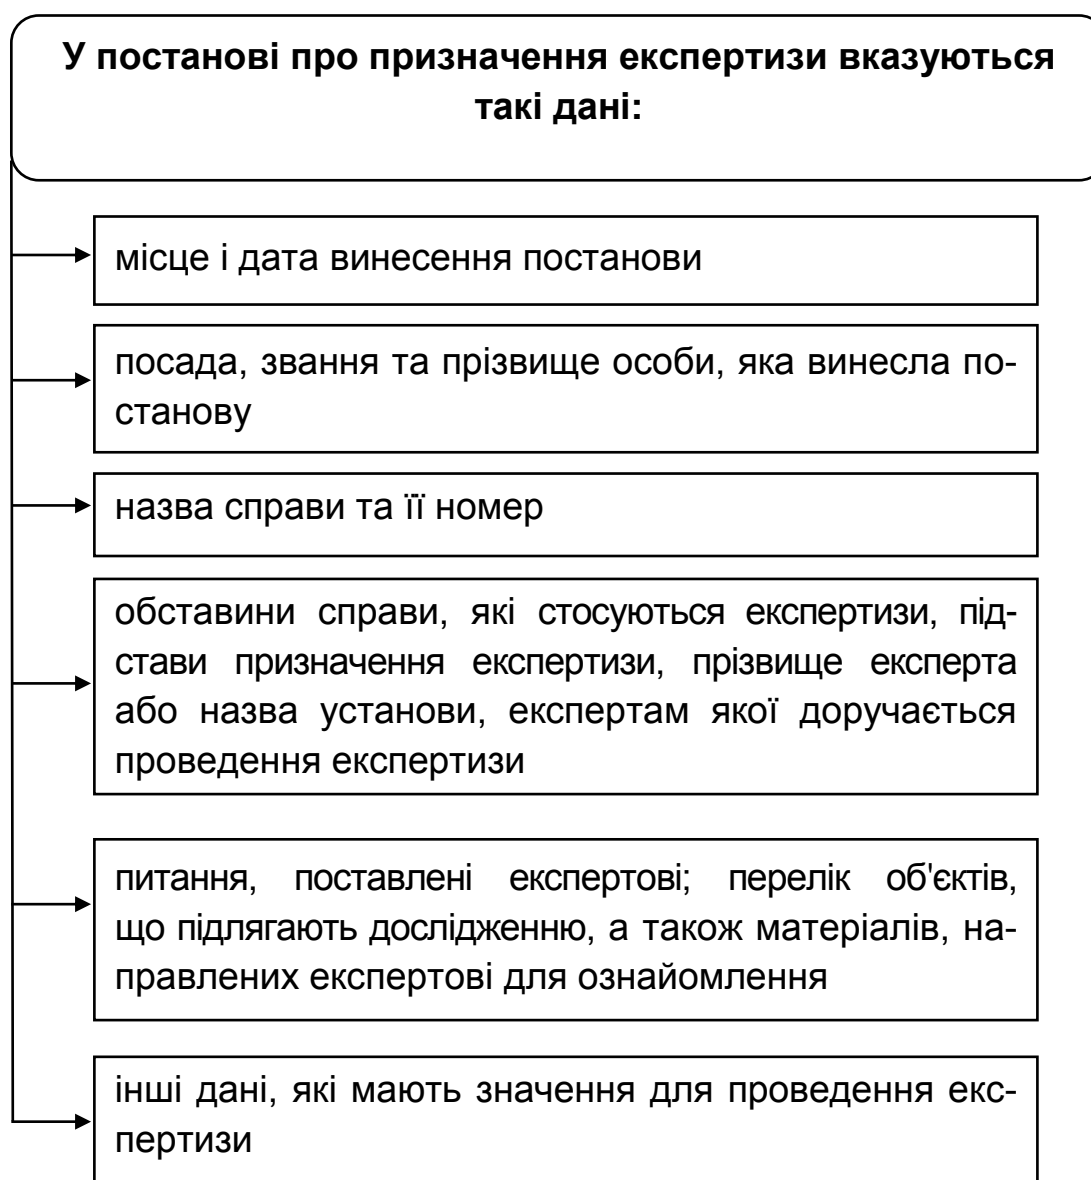 У постанові про призначення експертизи вказуються
такі дані:
місце і дата винесення постанови
посада, звання та прізвище особи, яка винесла по-
станову
назва справи та її номер
обставини справи, які стосуються експертизи, під-
стави призначення експертизи, прізвище експерта
або назва установи, експертам якої доручається
проведення експертизи
питання, поставлені експертові; перелік об'єктів,
що підлягають дослідженню, а також матеріалів, на-
правлених експертові для ознайомлення
інші дані, які мають значення для проведення екс-
пертизи